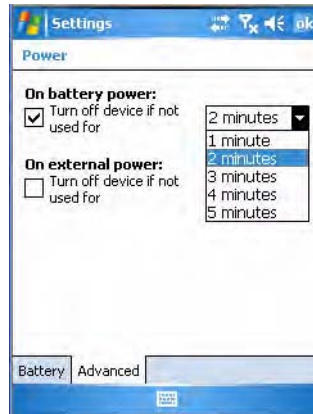 Settings
ok
Power
On battery power:
Turn off device if not
used for
2 minutes
1 minute
2 minutes
3 minutes
4 minutes
5 minutes
On external power:
Turn off device if not
used for
Battery
Advanced